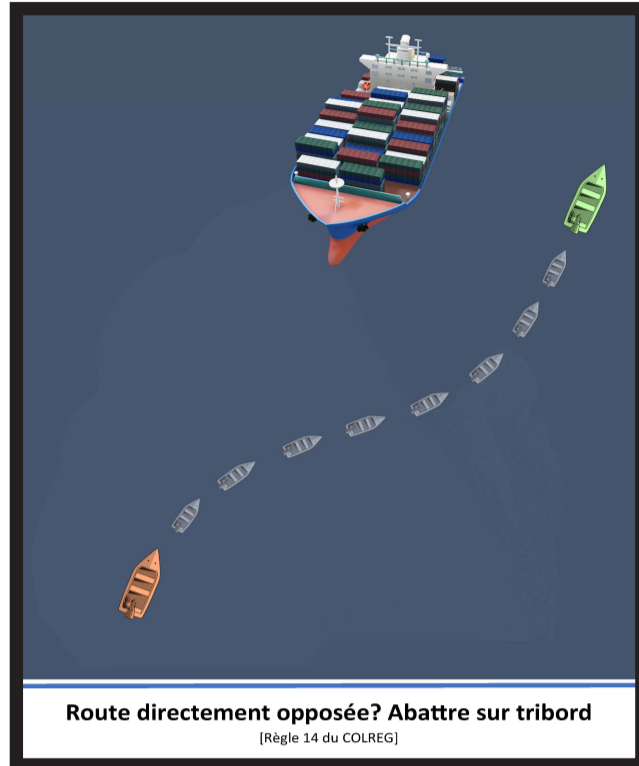 Route directement opposée? Abattre sur tribord
[Règle 14 du COLREG]